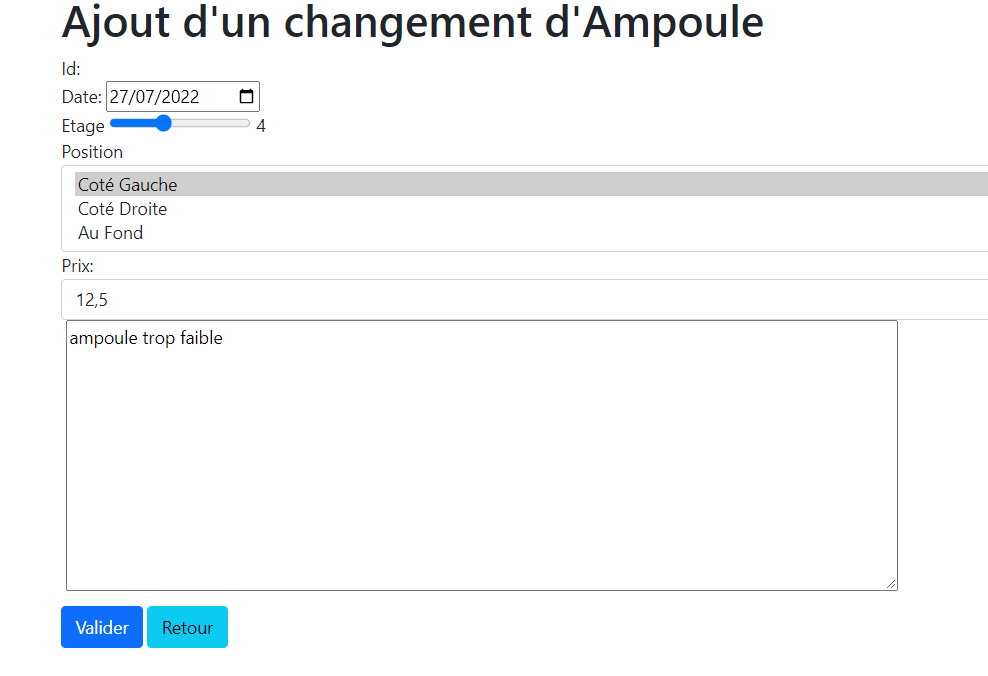 Ajout d'un changement d'Ampoule
Id:
Date: 27/07/2022
Etage 4
Position
Coté Gauche
Coté Droite
Au Fond
Prix:
12,5
ampoule trop faible
Valider Retour